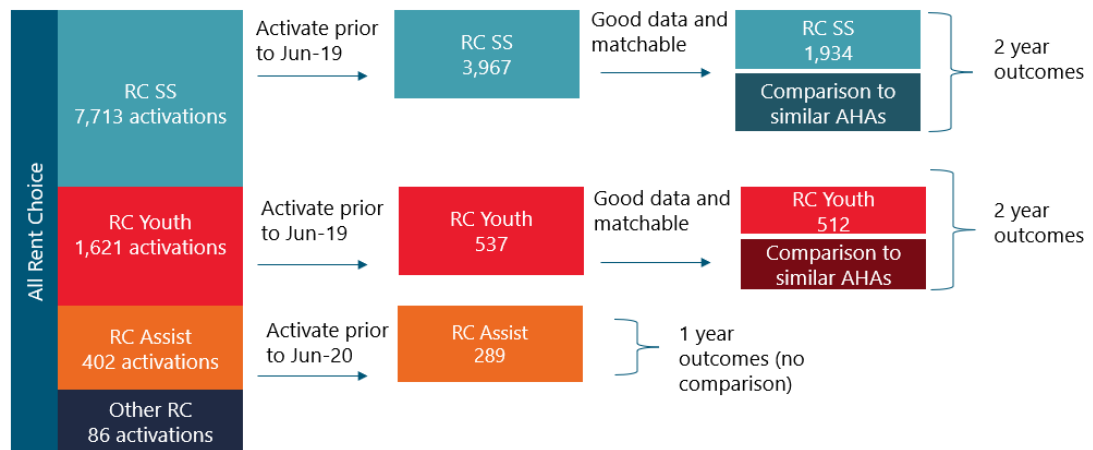 All Rent Choice
RC SS
7,713 activations
Activate prior
to Jun-19
RC SS
3,967
Good data and
matchable
RC SS
1,934
Comparison to
similar AHAs
2 year
outcomes
RC Youth
1,621 activations
Activate prior
to Jun-19
RC Youth
537
Good data and
matchable
RC Youth
512
Comparison to
similar AHAs
2 year
outcomes
RC Assist
402 activations
Activate prior
to Jun-20
RC Assist
289
1 year
outcomes (no
comparison)
Other RC
86 activations